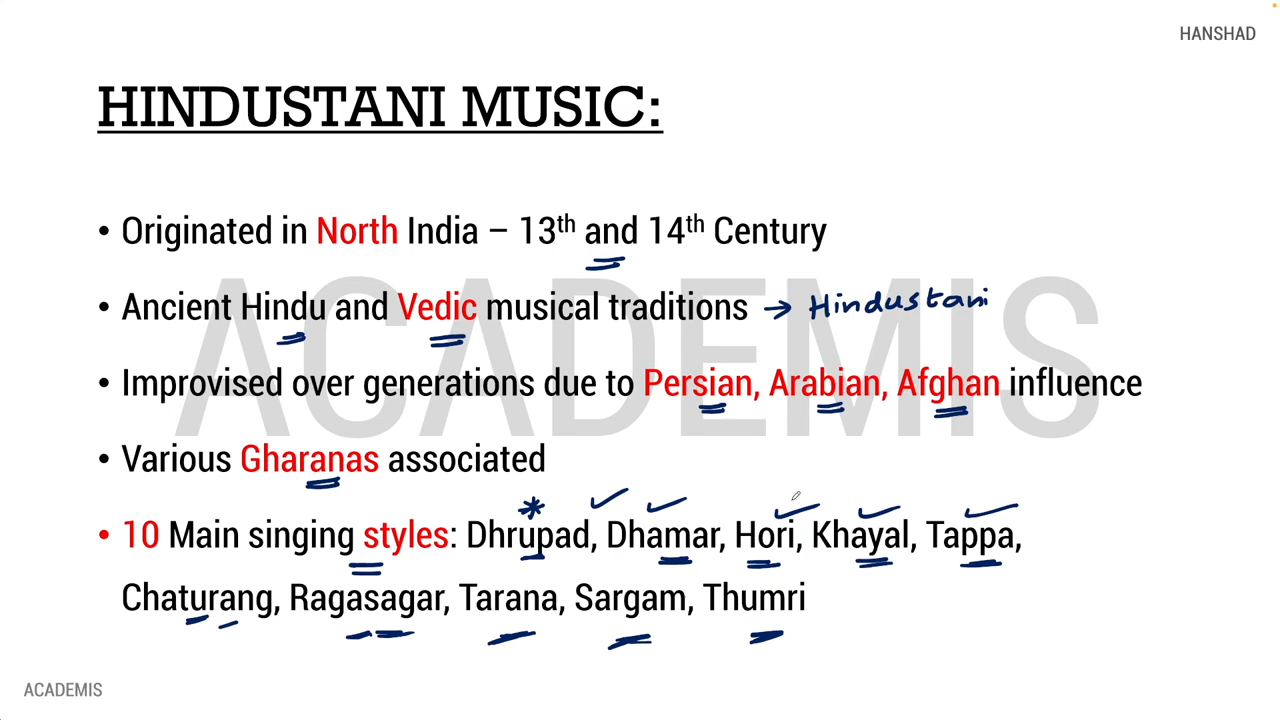 HANSHAD
HINDUSTANI MUSIC:
• Originated in North India – 13th and 14th Century
• Ancient Hindu and Vedic musical traditions → Hindustani
• Improvised over generations due to Persian, Arabian, Afghan influence
• Various Gharanas associated
• 10 Main singing styles: Dhrupad, Dhamar, Hori, Khayal, Tappa,
Chaturang, Ragasagar, Tarana, Sargam, Thumri
ACADEMIS
ACADEMIS